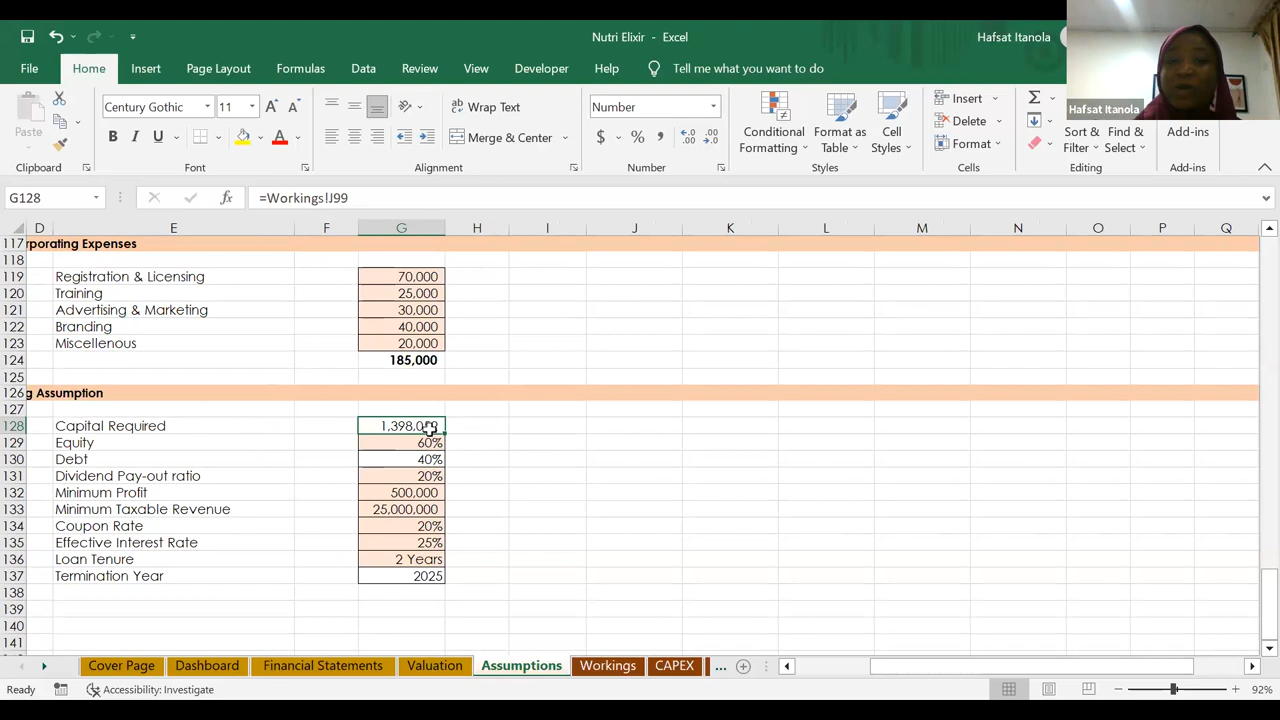 Nutri Elixir - Excel
Hafsat Itanola
File Home Insert Page Layout Formulas Data Review View Developer Help Tell me what you want to do
Hafsat Itanola
Paste
Century Gothic 11
B I U A
Wrap Text
Merge & Center
Number
$ % ,
Conditional Formatting
Format as Table
Cell Styles
Insert
Delete
Format
Sort & Filter
Find & Select
Add-ins
Clipboard Font Alignment Number Styles Cells Editing Add-ins
G128 fx =Workings!J99
D E F G H I J K L M N O P Q
117 rporating Expenses
118
119 Registration & Licensing 70,000
120 Training 25,000
121 Advertising & Marketing 30,000
122 Branding 40,000
123 Miscellenous 20,000
124 185,000
125
126 g Assumption
127
128 Capital Required
129 Equity 60%
130 Debt 40%
131 Dividend Pay-out ratio 20%
132 Minimum Profit 500,000
133 Minimum Taxable Revenue 25,000,000
134 Coupon Rate 20%
135 Effective Interest Rate 25%
136 Loan Tenure 2 Years
137 Termination Year 2025
138
139
140
141
Cover Page Dashboard Financial Statements Valuation Assumptions Workings CAPEX ...
Ready Accessibility: Investigate 92%